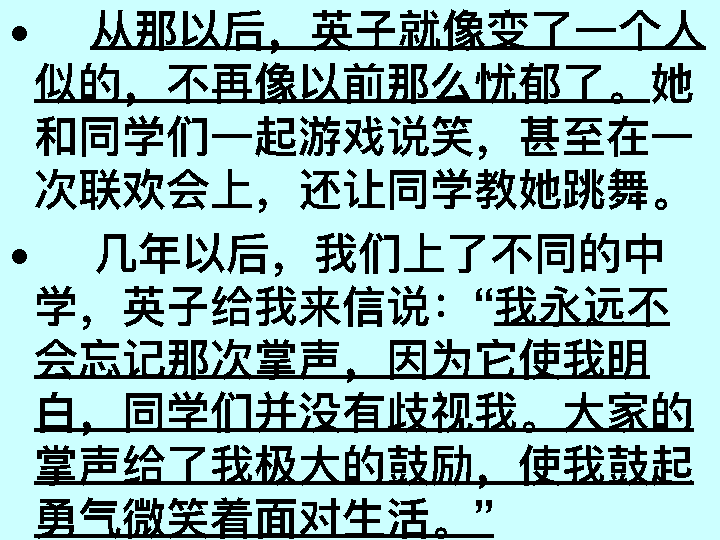 • 从那以后，英子就像变了一个人
似的，不再像以前那么忧郁了。她
和同学们一起游戏说笑，甚至在一
次联欢会上，还让同学教她跳舞。
• 几年以后，我们上了不同的中
学，英子给我来信说：“我永远不
会忘记那次掌声，因为它使我明
白，同学们并没有歧视我。大家的
掌声给了我极大的鼓励，使我鼓起
勇气微笑着面对生活。”